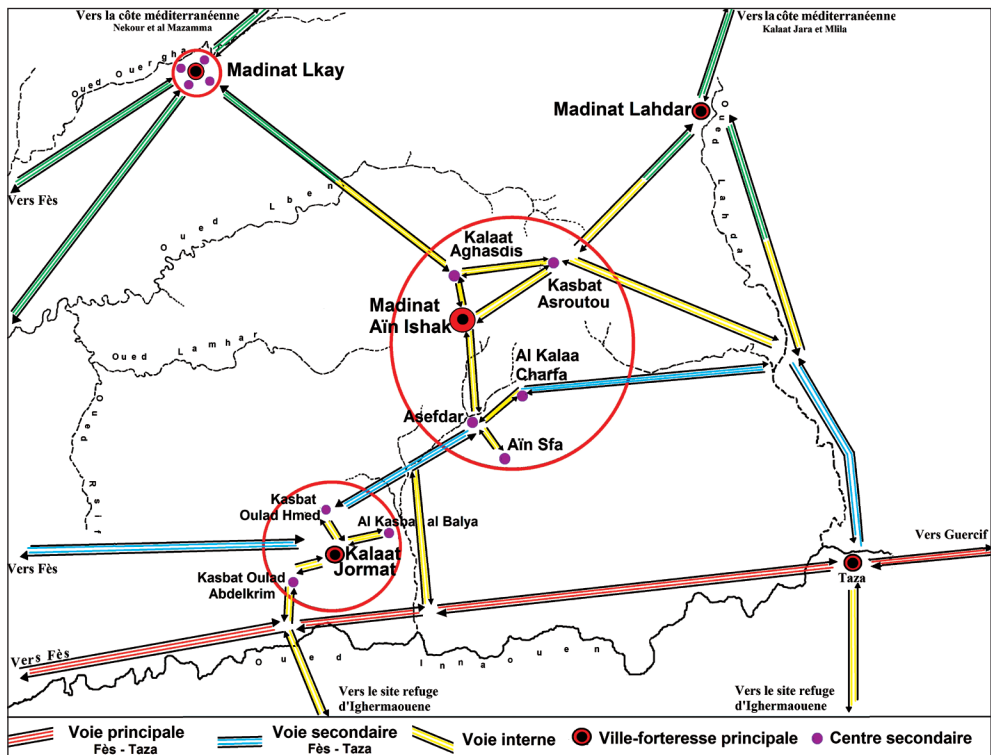 Vers la côte méditerranéenne
Nekour et al Mazamma
Vers la côte méditerranéenne
Kalaat Jara et Mlila
Oued Ouergha
Madinat Lkay
Madinat Lahdar
Oued Lahdar
Vers Fès
Oued Lben
Kalaat
Aghasdis
Kasbat
Asroutou
Madinat
Aïn Ishak
Oued Lamhar
Al Kalaa
Charfa
Asefdar
Aïn Sfa
Oued Rslif
Kasbat
Oulad Hmed
Al Kasbat al Balya
Kalaat
Jormat
Vers Fès
Kasbat Oulad
Abdelkrim
Vers Guercif
Taza
Vers Fès
Oued Innaouen
Vers le site refuge
d'Ighermaouene
Vers le site refuge
d'Ighermaouene
Voie principale
Fès - Taza
Voie secondaire
Fès - Taza
Voie interne
Ville-forteresse principale
Centre secondaire